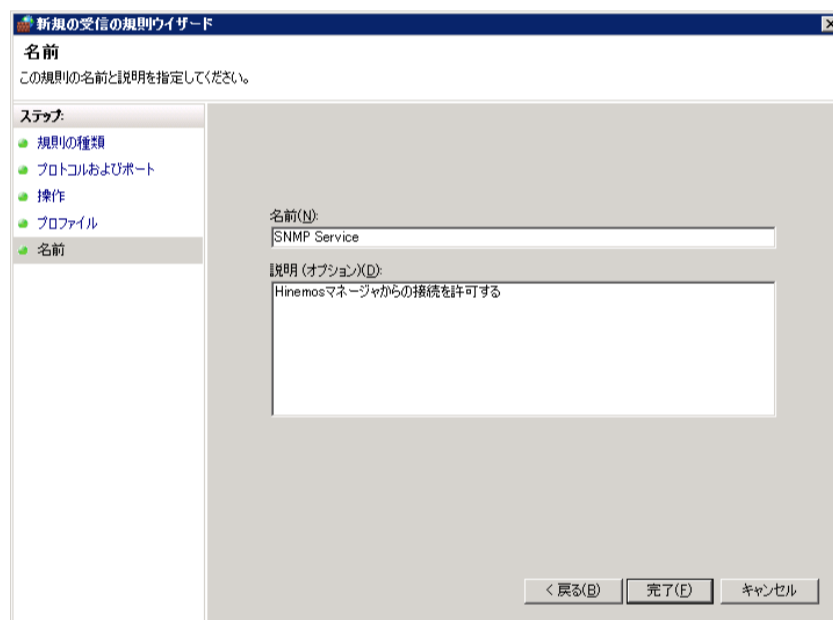 新規の受信の規則ウィザード
名前
この規則の名前と説明を指定してください。
ステップ:
規則の種類
プロトコルおよびポート
操作
プロファイル
名前
名前(N):
SNMP Service
説明 (オプション)(D):
Hinemosマネージャからの接続を許可する
< 戻る(B)
完了(F)
キャンセル